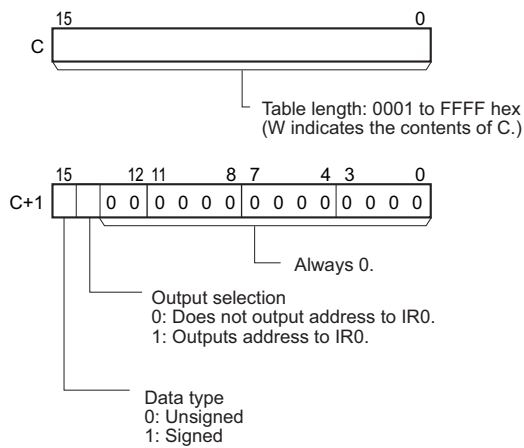 15 0
C
Table length: 0001 to FFFF hex
(W indicates the contents of C.)
15 12 11 8 7 4 3 0
C+1 0 0 0 0 0 0 0 0 0 0 0 0 0 0
Always 0.
Output selection
0: Does not output address to IR0.
1: Outputs address to IR0.
Data type
0: Unsigned
1: Signed